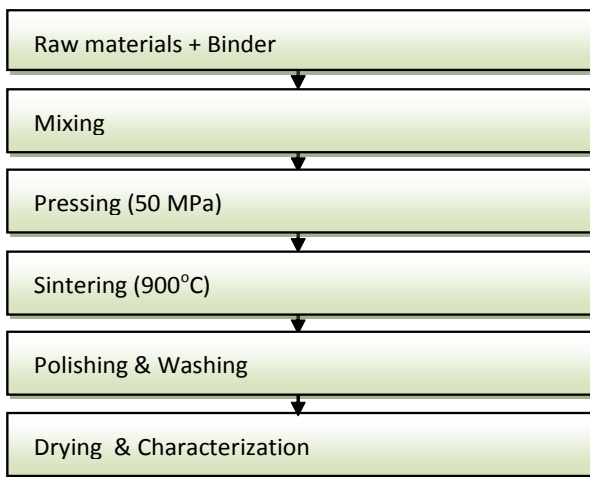 Raw materials + Binder
Mixing
Pressing (50 MPa)
Sintering (900°C)
Polishing & Washing
Drying & Characterization